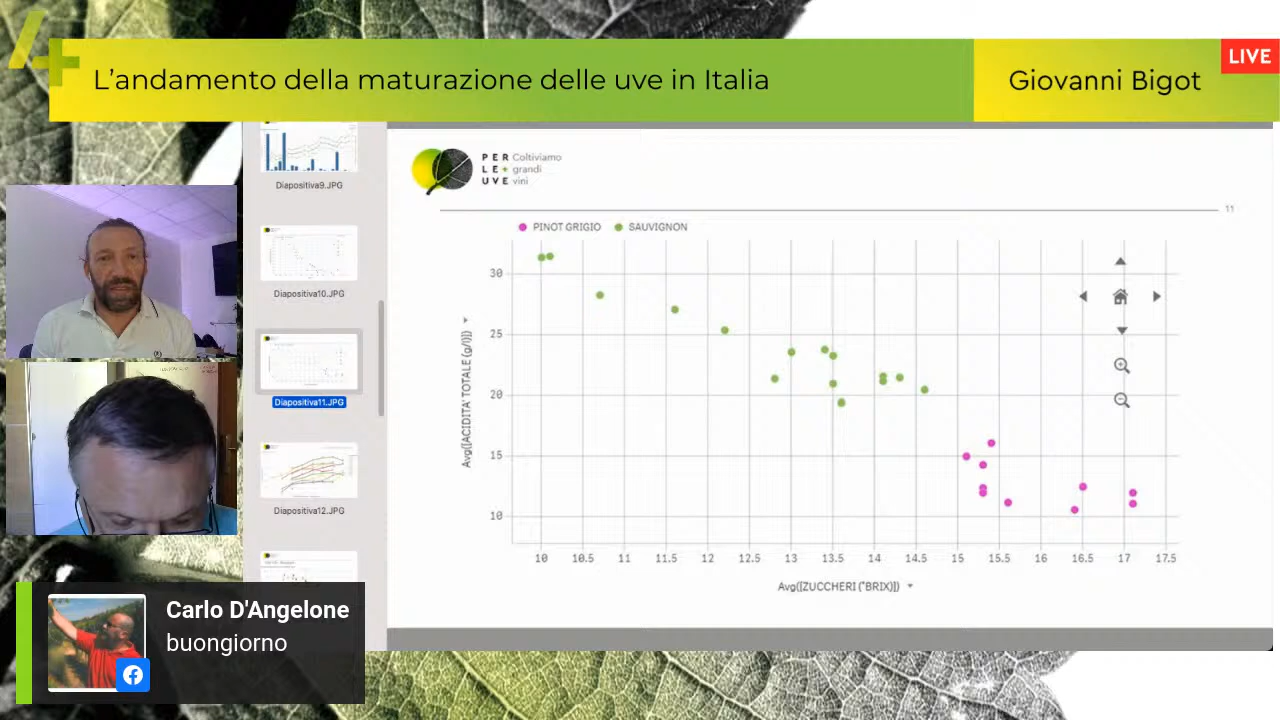 L'andamento della maturazione delle uve in Italia
Giovanni Bigot
LIVE
Diapositiva9.JPG
Diapositiva10.JPG
Diapositiva11.JPG
Diapositiva12.JPG
PER Coltiviamo
LE+ grandi
UVE vini
11
PINOT GRIGIO SAUVIGNON
Avg([ACIDITA' TOTALE (g/l)])
30
25
20
15
10
10 10.5 11 11.5 12 12.5 13 13.5 14 14.5 15 15.5 16 16.5 17 17.5
Avg([ZUCCHERI (°BRIX)])
Carlo D'Angelone
buongiorno